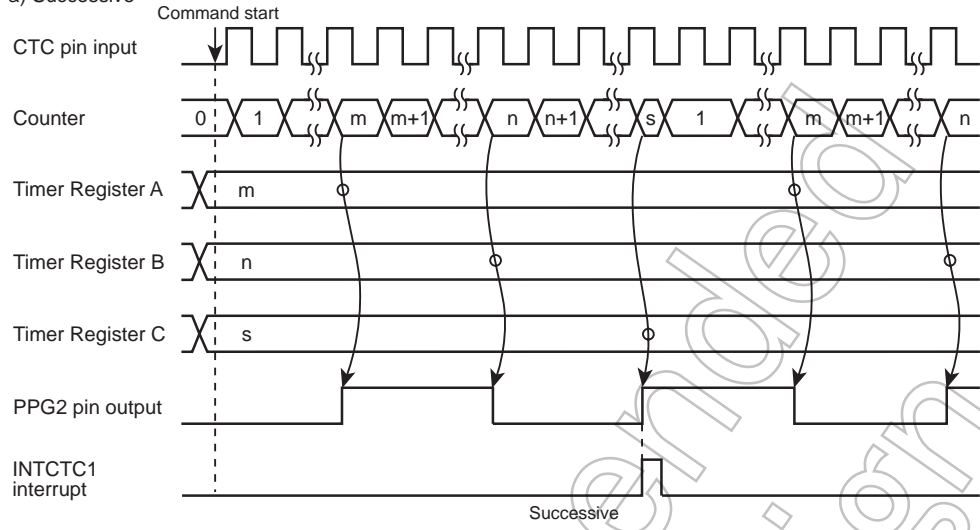 a) Successive
Command start
CTC pin input
Counter 0 1 m m+1 n n+1 s 1 m m+1 n
Timer Register A m
Timer Register B n
Timer Register C s
PPG2 pin output
INTCTC1
interrupt
Successive